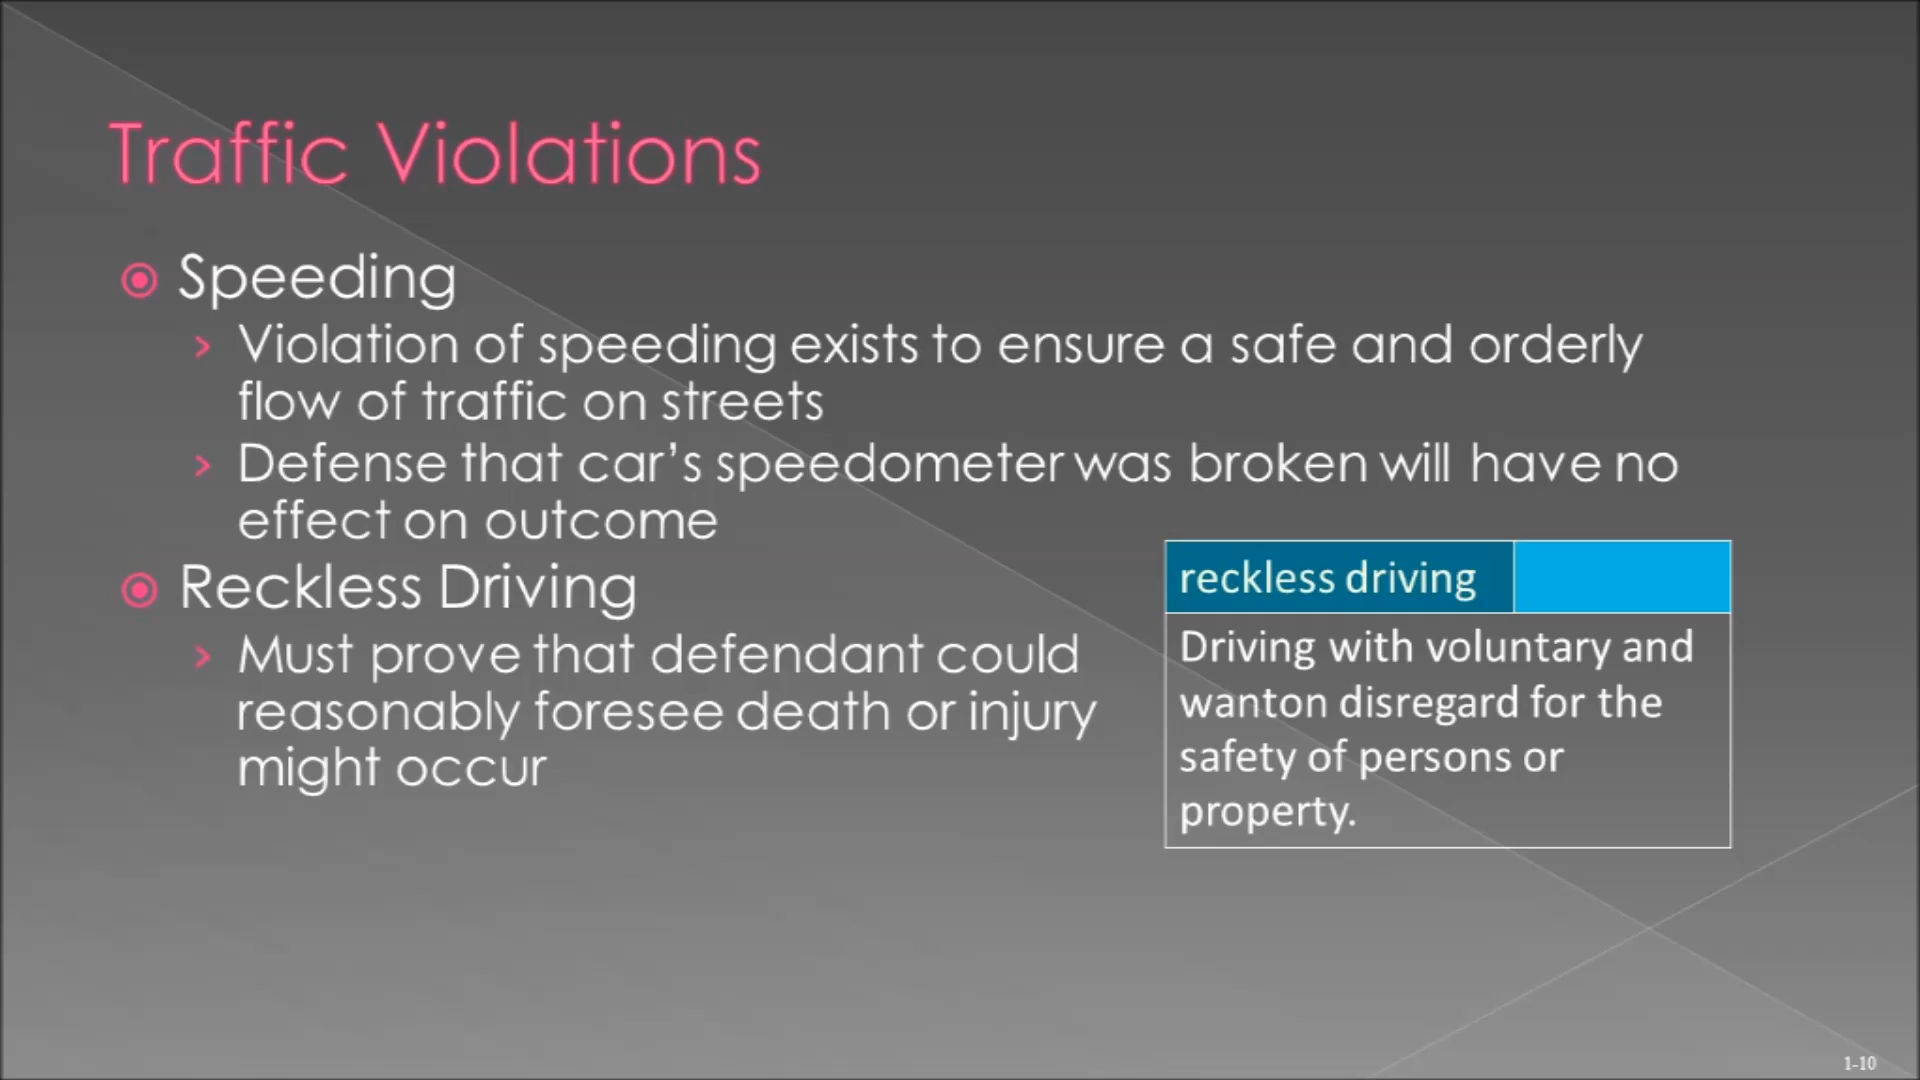 Traffic Violations
Speeding
Violation of speeding exists to ensure a safe and orderly
flow of traffic on streets
Defense that car's speedometer was broken will have no
effect on outcome
Reckless Driving
Must prove that defendant could
reasonably foresee death or injury
might occur
reckless driving
Driving with voluntary and
wanton disregard for the
safety of persons or
property.
1-10